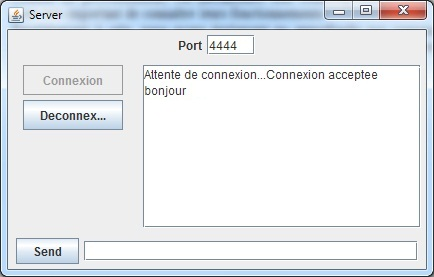 Server
Port 4444
Connexion
Deconnex...
Attente de connexion...Connexion acceptee
bonjour
Send